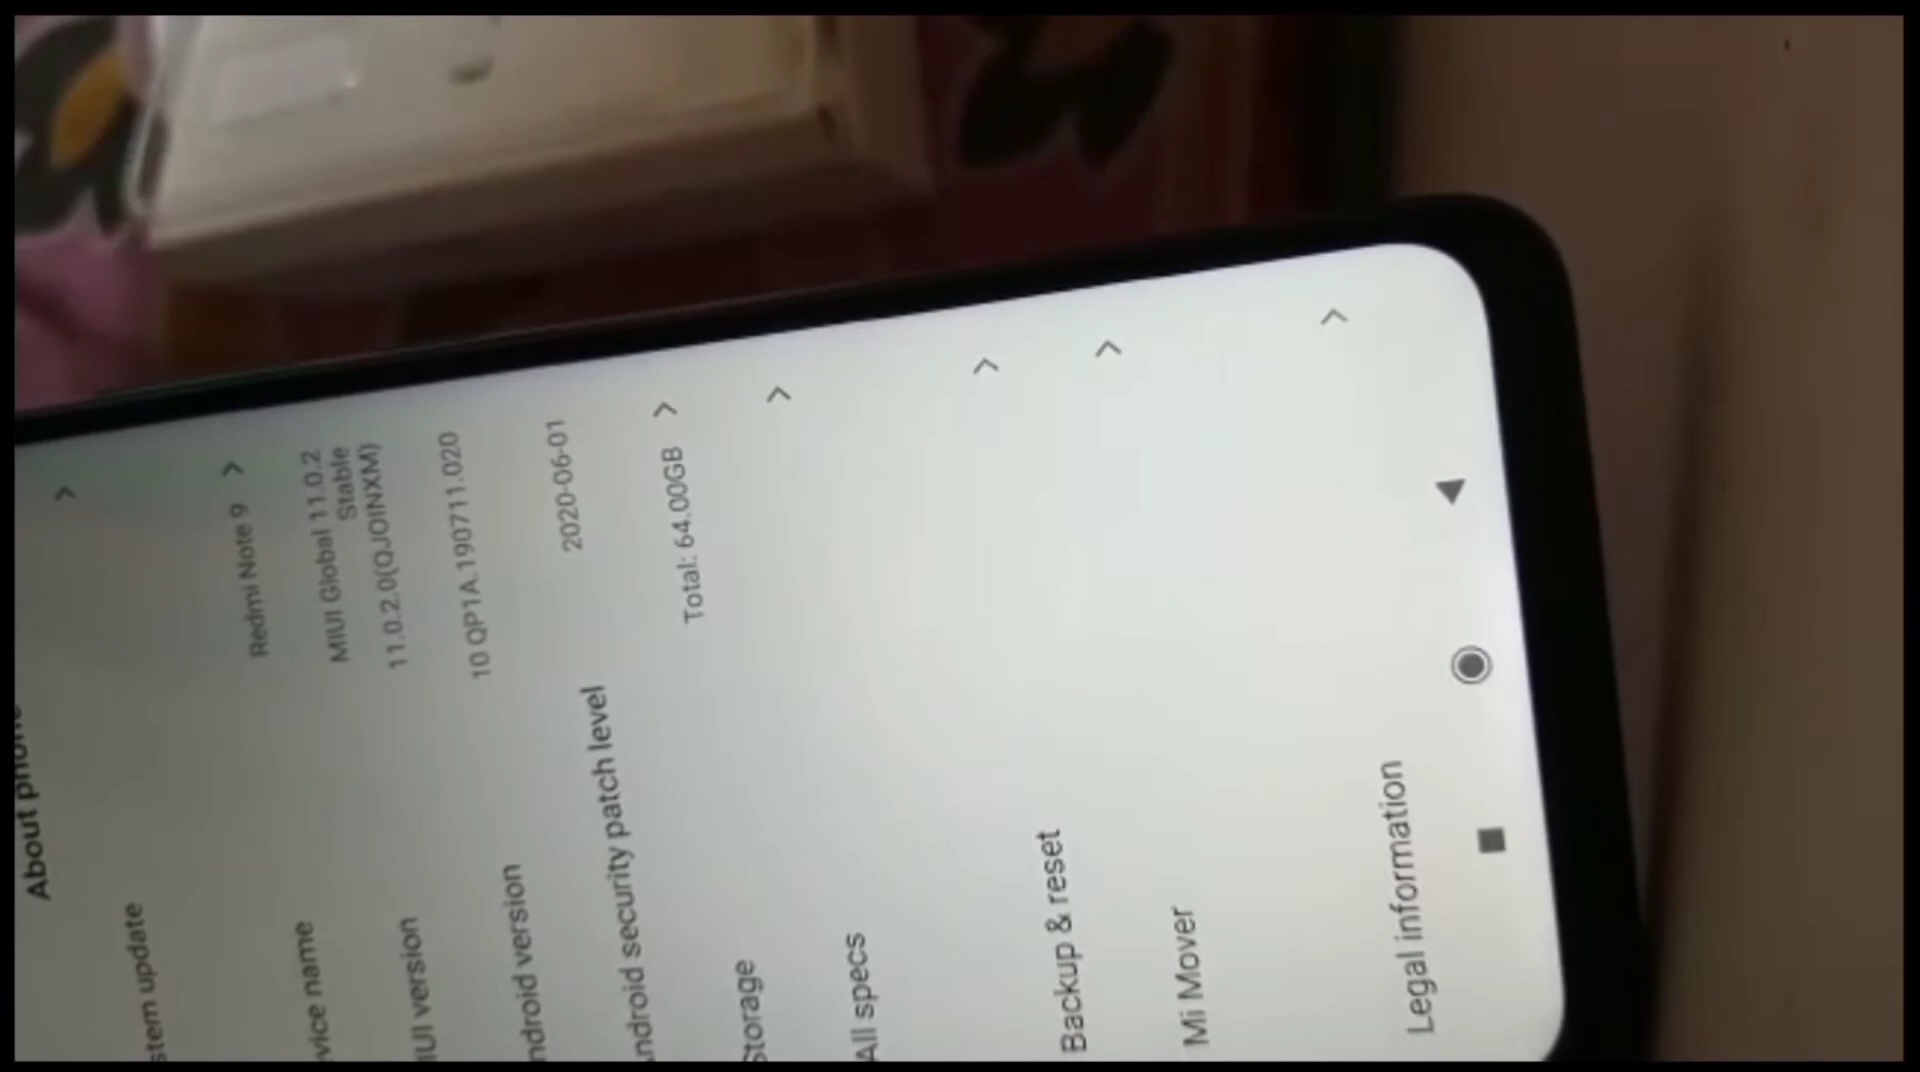 About phone
stem update
vice name
Redmi Note 9
IUI version
MIUI Global 11.0.2
Stable
11.0.2.0(QJOINXM)
ndroid version
10 QP1A.190711.020
ndroid security patch level
2020-06-01
Storage
Total: 64.00GB
All specs
Backup & reset
Mi Mover
Legal information